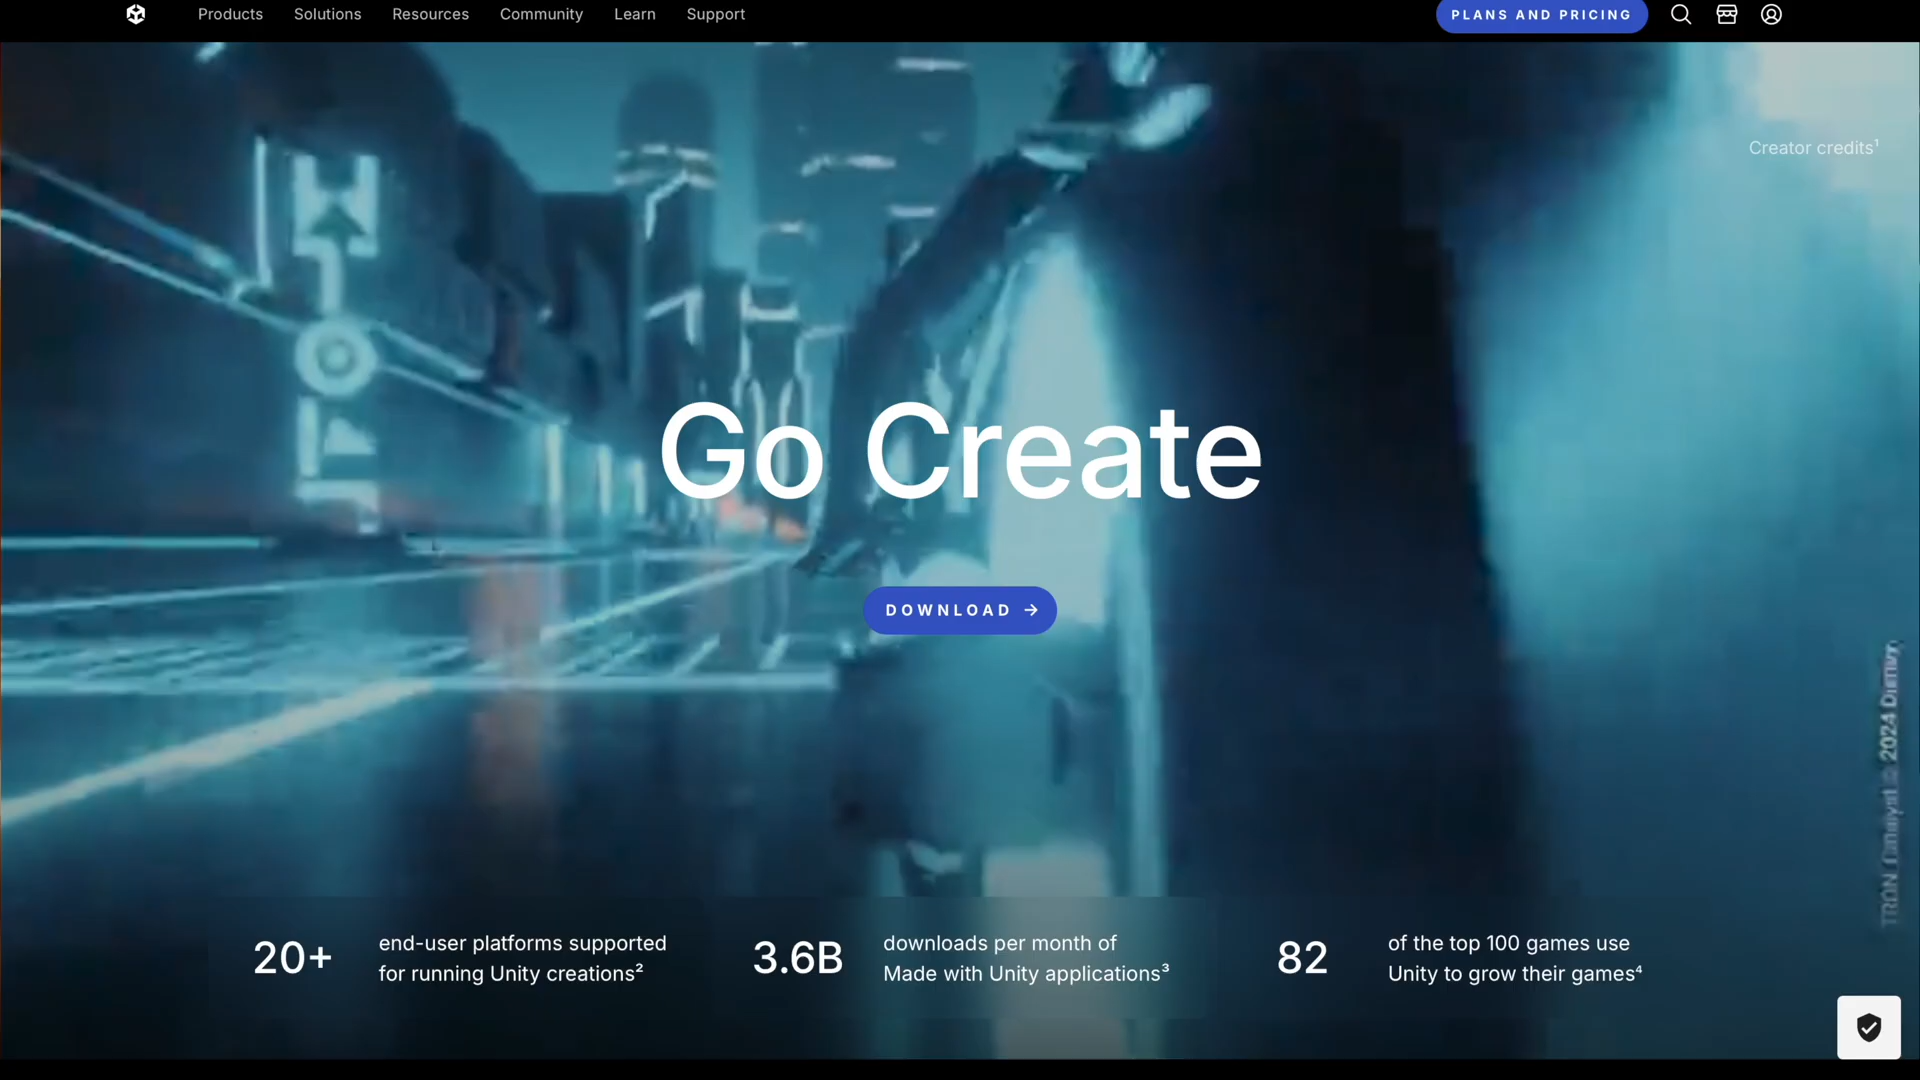 Products
Solutions
Resources
Community
Learn
Support
PLANS AND PRICING
Creator credits¹
Go Create
DOWNLOAD →
20+
end-user platforms supported
for running Unity creations²
3.6B
downloads per month of
Made with Unity applications³
82
of the top 100 games use
Unity to grow their games⁴
TRON 2024